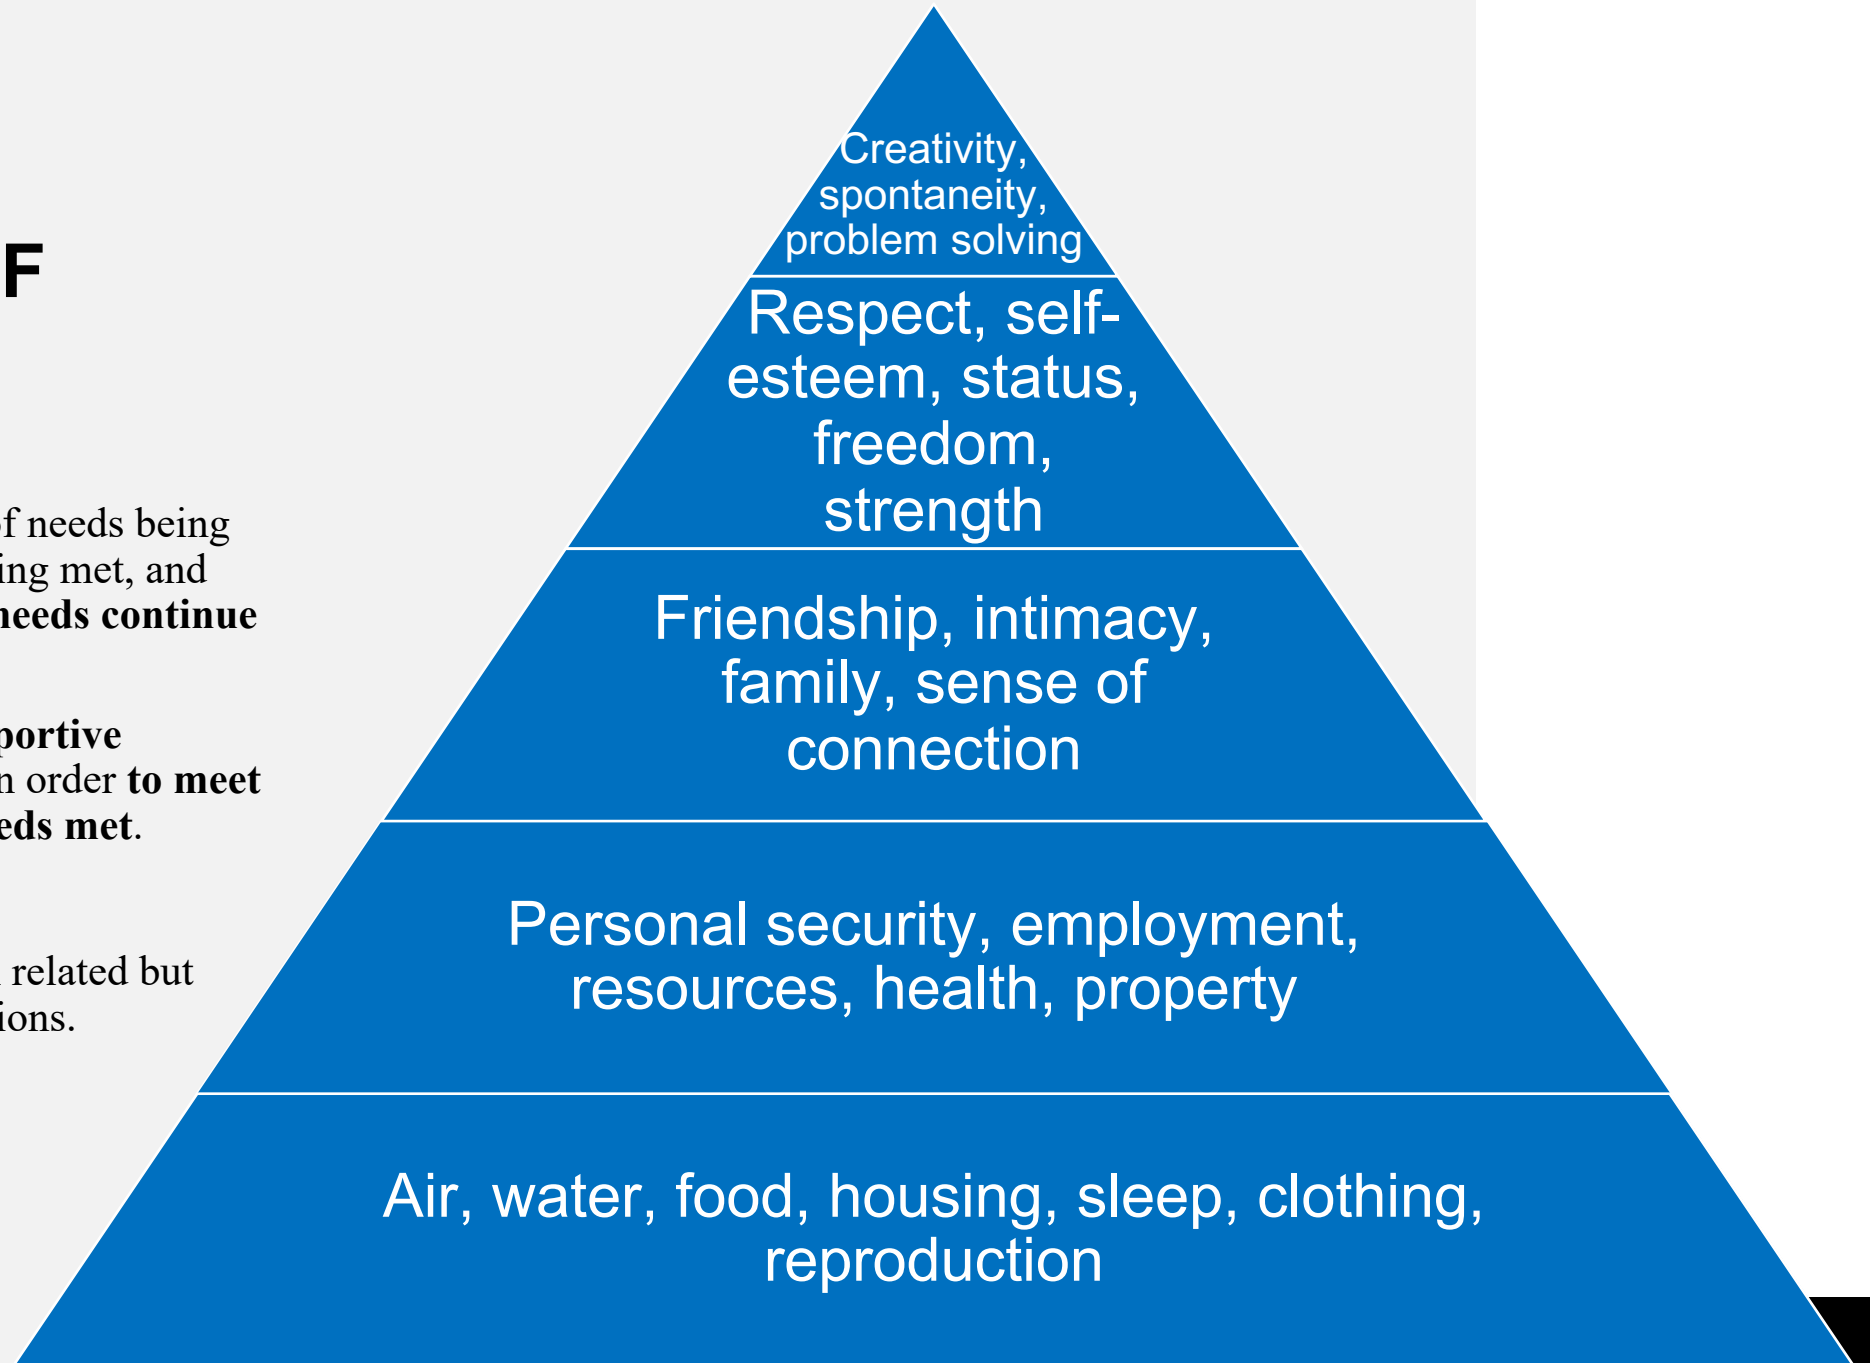 F
of needs being
ing met, and
needs continue
portive
n order to meet
eds met.
related but
ions.
Creativity,
spontaneity,
problem solving
Respect, self-
esteem, status,
freedom,
strength
Friendship, intimacy,
family, sense of
connection
Personal security, employment,
resources, health, property
Air, water, food, housing, sleep, clothing,
reproduction